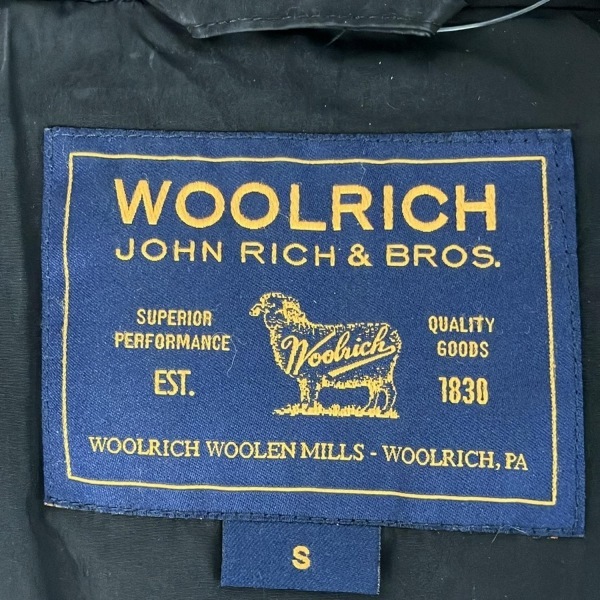 WOOLRICH
JOHN RICH & BROS.
SUPERIOR
PERFORMANCE
EST.
Woolrich
QUALITY
GOODS
1830
WOOLRICH WOOLEN MILLS - WOOLRICH, PA
S